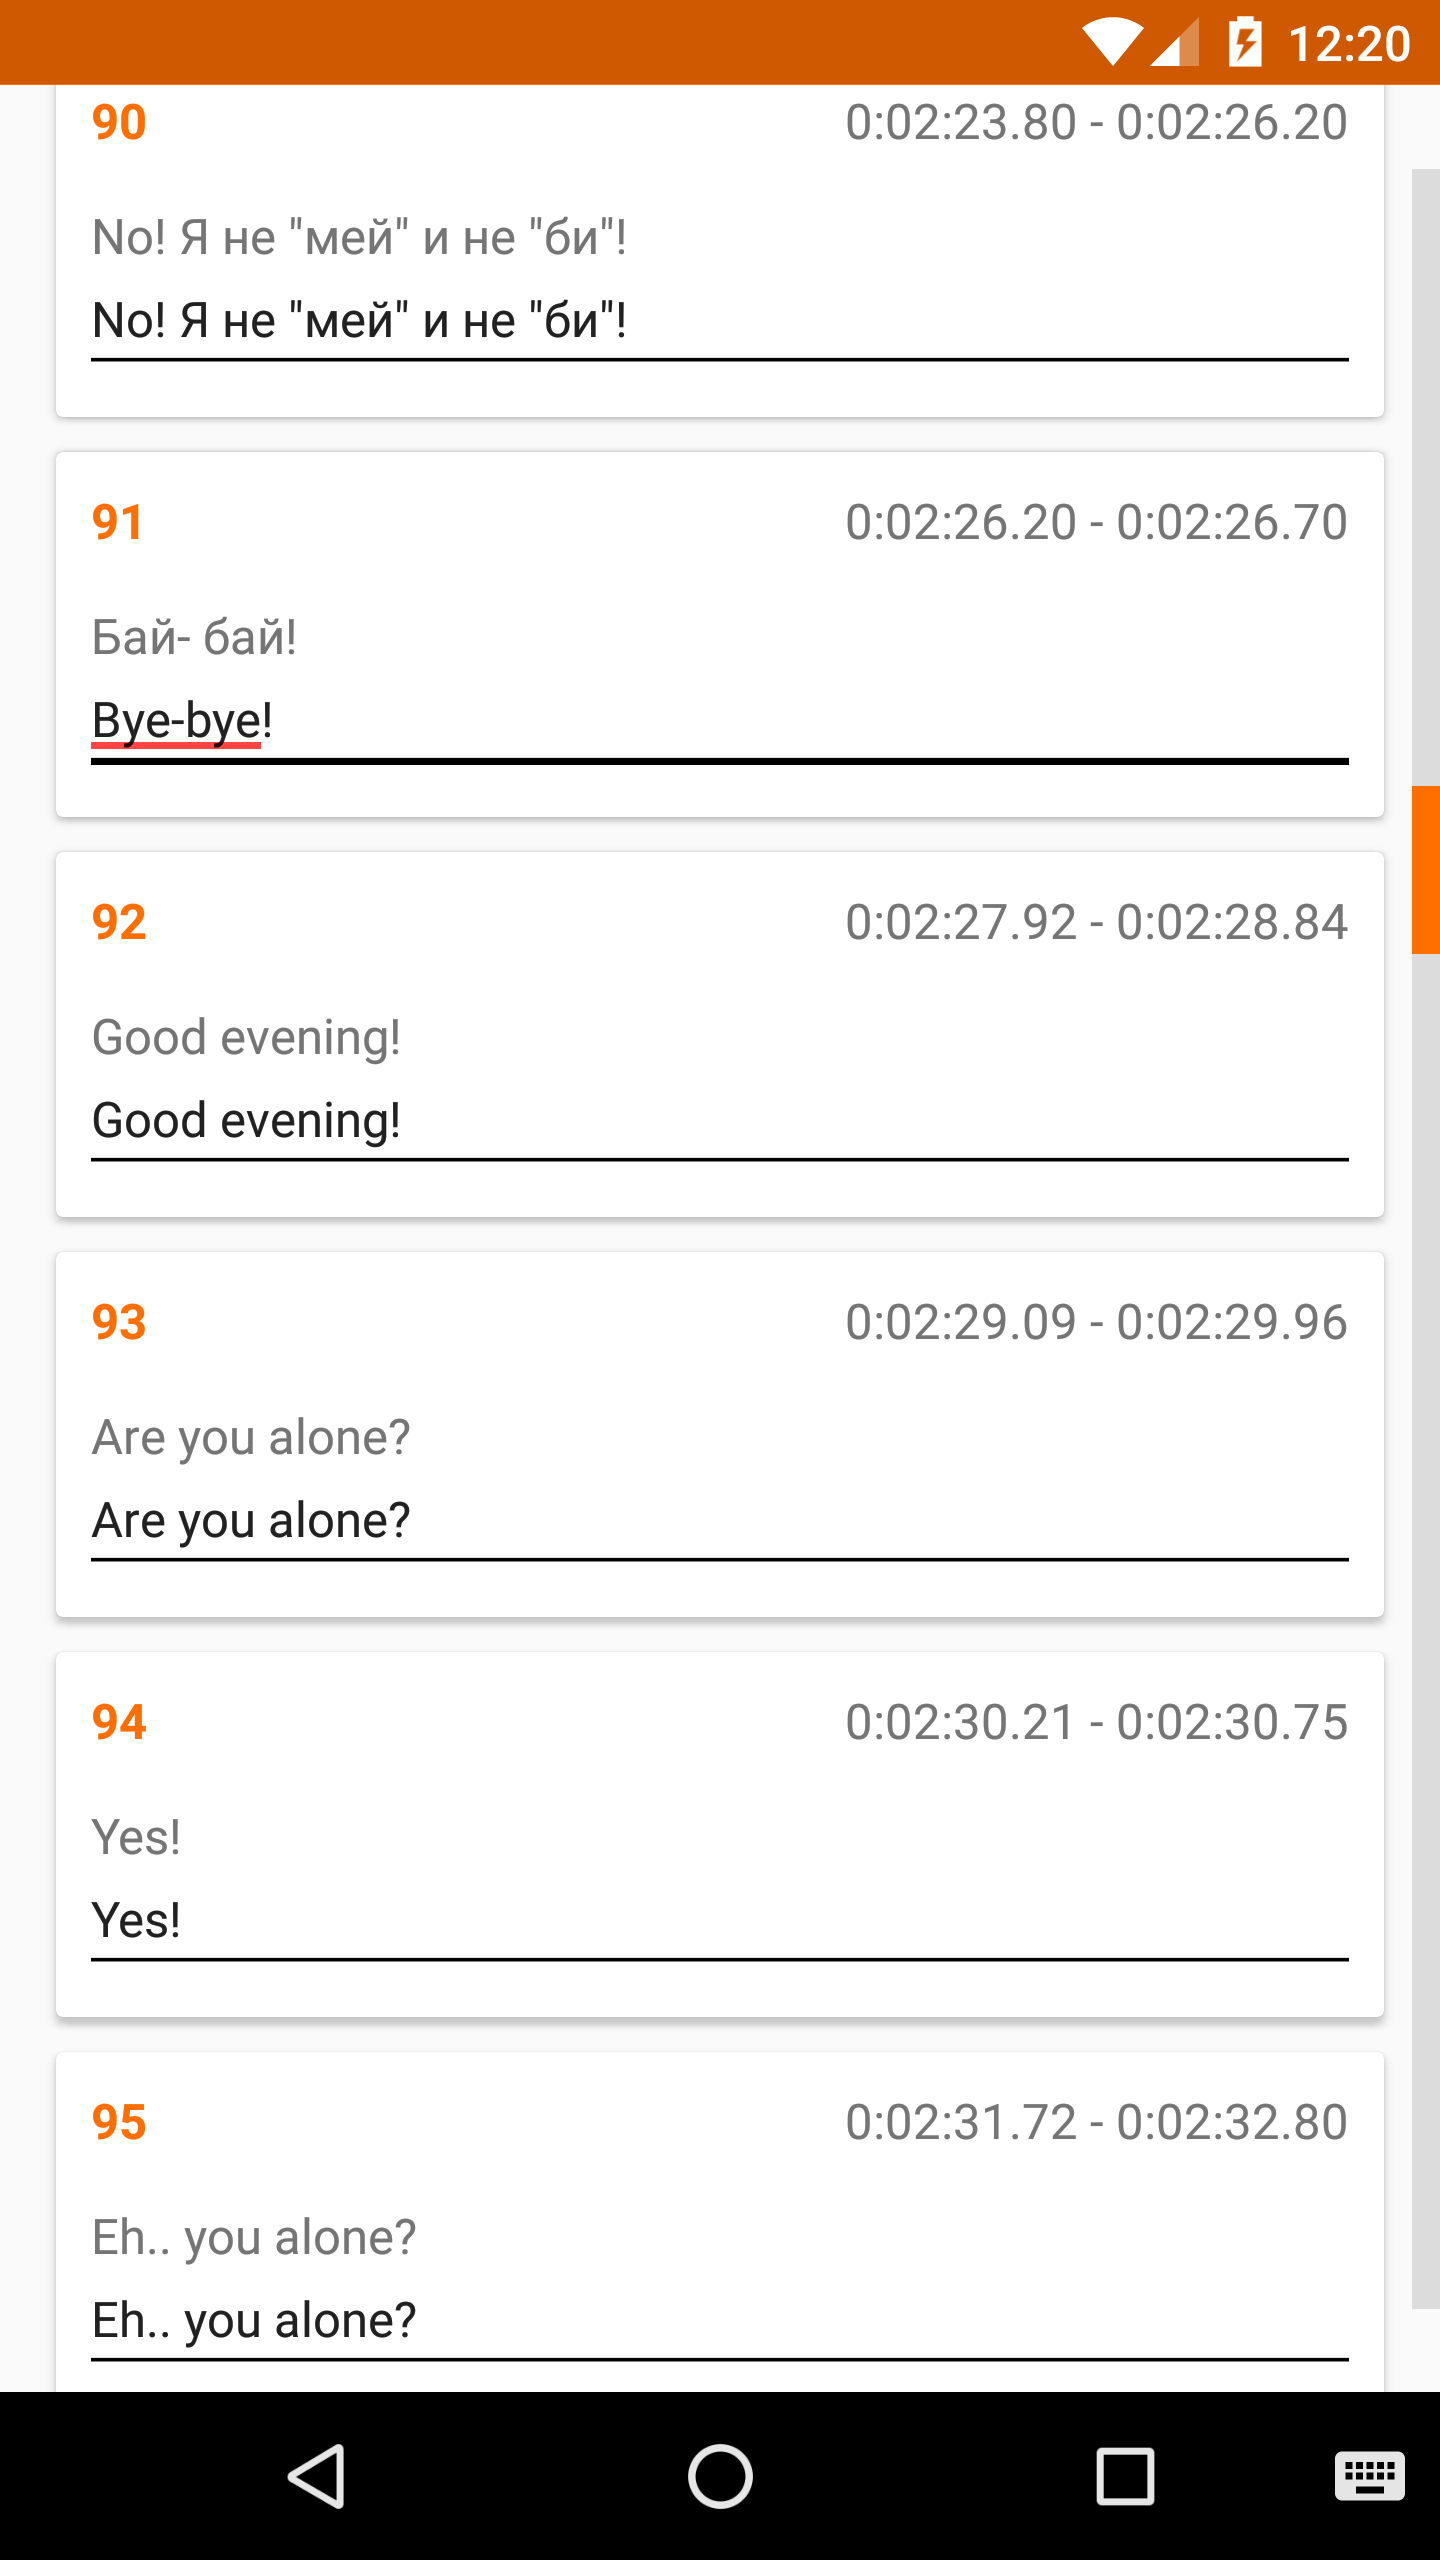 12:20
90 0:02:23.80 - 0:02:26.20
No! Я не "мей" и не "би"!
No! Я не "мей" и не "би"!
91 0:02:26.20 - 0:02:26.70
Бай- бай!
Bye-bye!
92 0:02:27.92 - 0:02:28.84
Good evening!
Good evening!
93 0:02:29.09 - 0:02:29.96
Are you alone?
Are you alone?
94 0:02:30.21 - 0:02:30.75
Yes!
Yes!
95 0:02:31.72 - 0:02:32.80
Eh.. you alone?
Eh.. you alone?